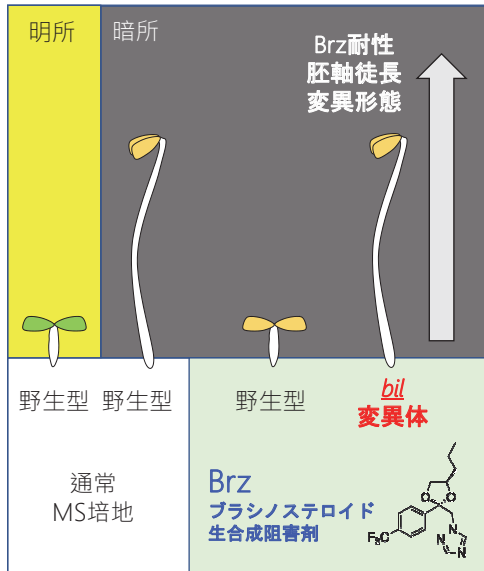 明所
暗所
Brz耐性
胚軸徒長
変異形態
野生型
野生型
野生型
bil
変異体
通常
MS培地
Brz
ブラシノステロイド
生合成阻害剤
F₃C
O
O
N
N
N